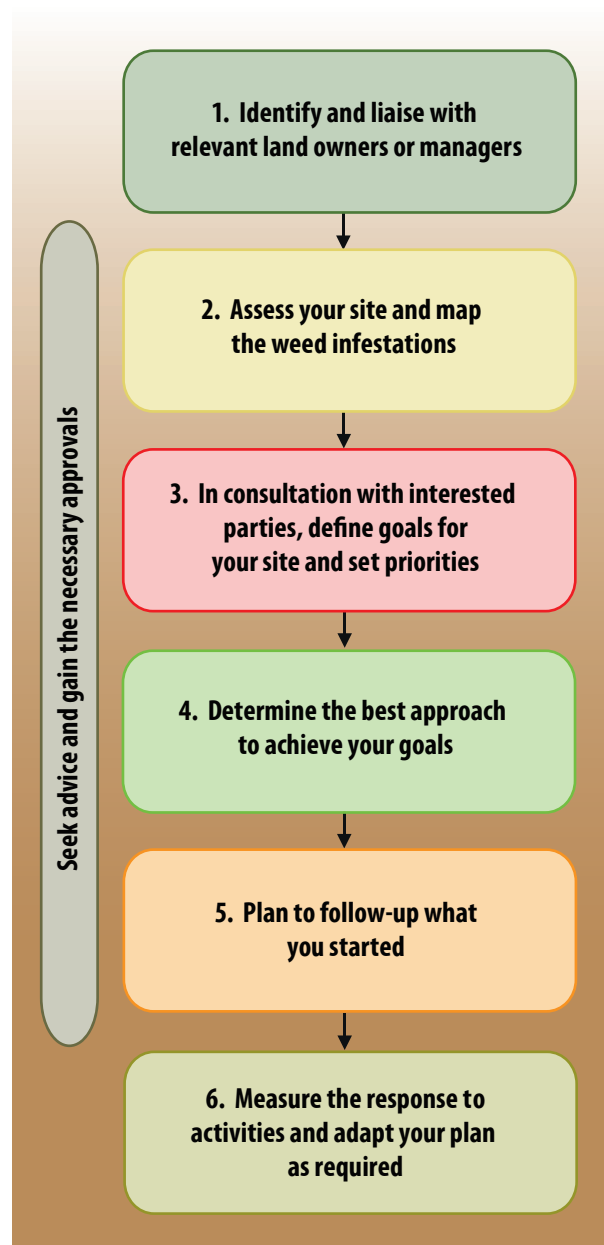 1. Identify and liaise with
relevant land owners or managers
Seek advice and gain the necessary approvals
2. Assess your site and map
the weed infestations
3. In consultation with interested
parties, define goals for
your site and set priorities
4. Determine the best approach
to achieve your goals
5. Plan to follow-up what
you started
6. Measure the response to
activities and adapt your plan
as required